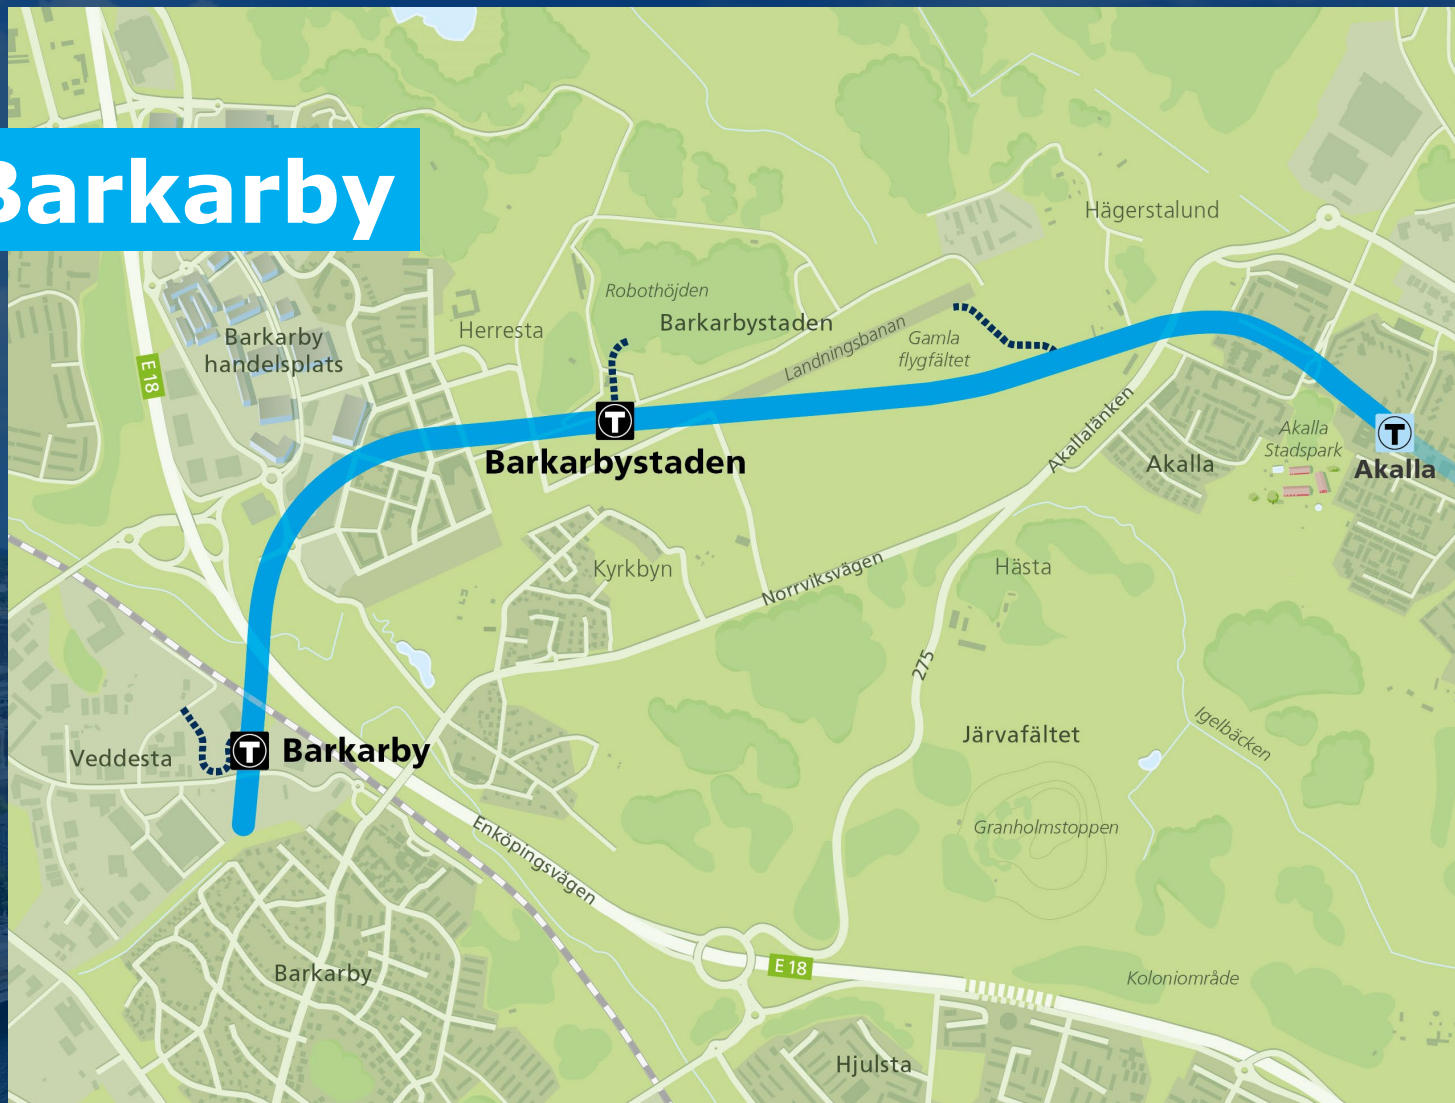 Barkarby
Hägerstalund
Robothöjden
Barkarbystaden
Herresta
Landningsbanan
Gamla
flygfältet
Barkarby
handelsplats
E 18
T
Barkarbystaden
Akallalänken
Akalla
Akalla
Stadspark
T
Akalla
Kyrkbyn
Norrviksvägen
Hästa
275
Igelbäcken
Järvafältet
Veddesta
T
Barkarby
Enköpingsvägen
Granholmstoppen
Barkarby
E 18
Koloniområde
Hjulsta